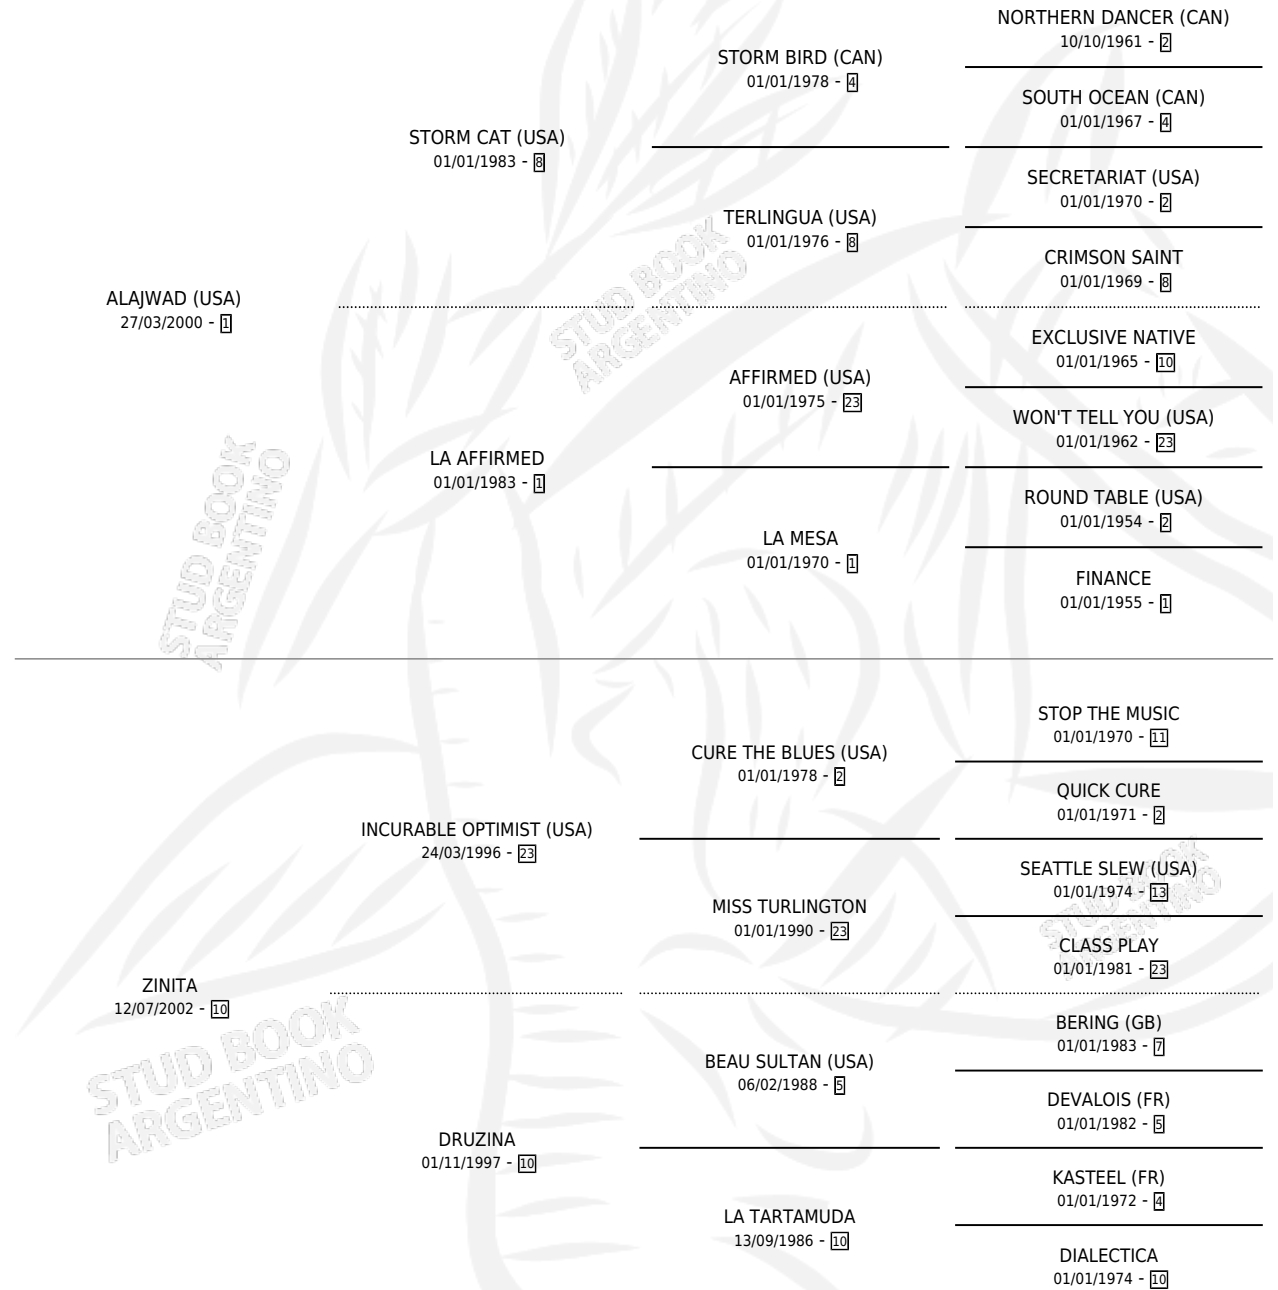 NORTHERN DANCER (CAN)
10/10/1961 - 2
STORM BIRD (CAN)
01/01/1978 - 4
SOUTH OCEAN (CAN)
01/01/1967 - 4
STORM CAT (USA)
01/01/1983 - 8
SECRETARIAT (USA)
01/01/1970 - 2
TERLINGUA (USA)
01/01/1976 - 8
CRIMSON SAINT
01/01/1969 - 8
ALAJWAD (USA)
27/03/2000 - 1
STUD BOOK
ARGENTINO
EXCLUSIVE NATIVE
01/01/1965 - 10
AFFIRMED (USA)
01/01/1975 - 23
WON'T TELL YOU (USA)
01/01/1962 - 23
LA AFFIRMED
01/01/1983 - 1
ROUND TABLE (USA)
01/01/1954 - 2
LA MESA
01/01/1970 - 1
FINANCE
01/01/1955 - 1
STUD BOOK
ARGENTINO
STOP THE MUSIC
01/01/1970 - 11
CURE THE BLUES (USA)
01/01/1978 - 2
QUICK CURE
01/01/1971 - 2
INCURABLE OPTIMIST (USA)
24/03/1996 - 23
SEATTLE SLEW (USA)
01/01/1974 - 13
MISS TURLINGTON
01/01/1990 - 23
STUD BOOK
ARGENTINO
CLASS PLAY
01/01/1981 - 23
ZINITA
12/07/2002 - 10
BERING (GB)
01/01/1983 - 7
BEAU SULTAN (USA)
06/02/1988 - 5
DEVALOIS (FR)
01/01/1982 - 5
STUD BOOK
ARGENTINO
DRUZINA
01/11/1997 - 10
KASTEEL (FR)
01/01/1972 - 4
LA TARTAMUDA
13/09/1986 - 10
DIALECTICA
01/01/1974 - 10